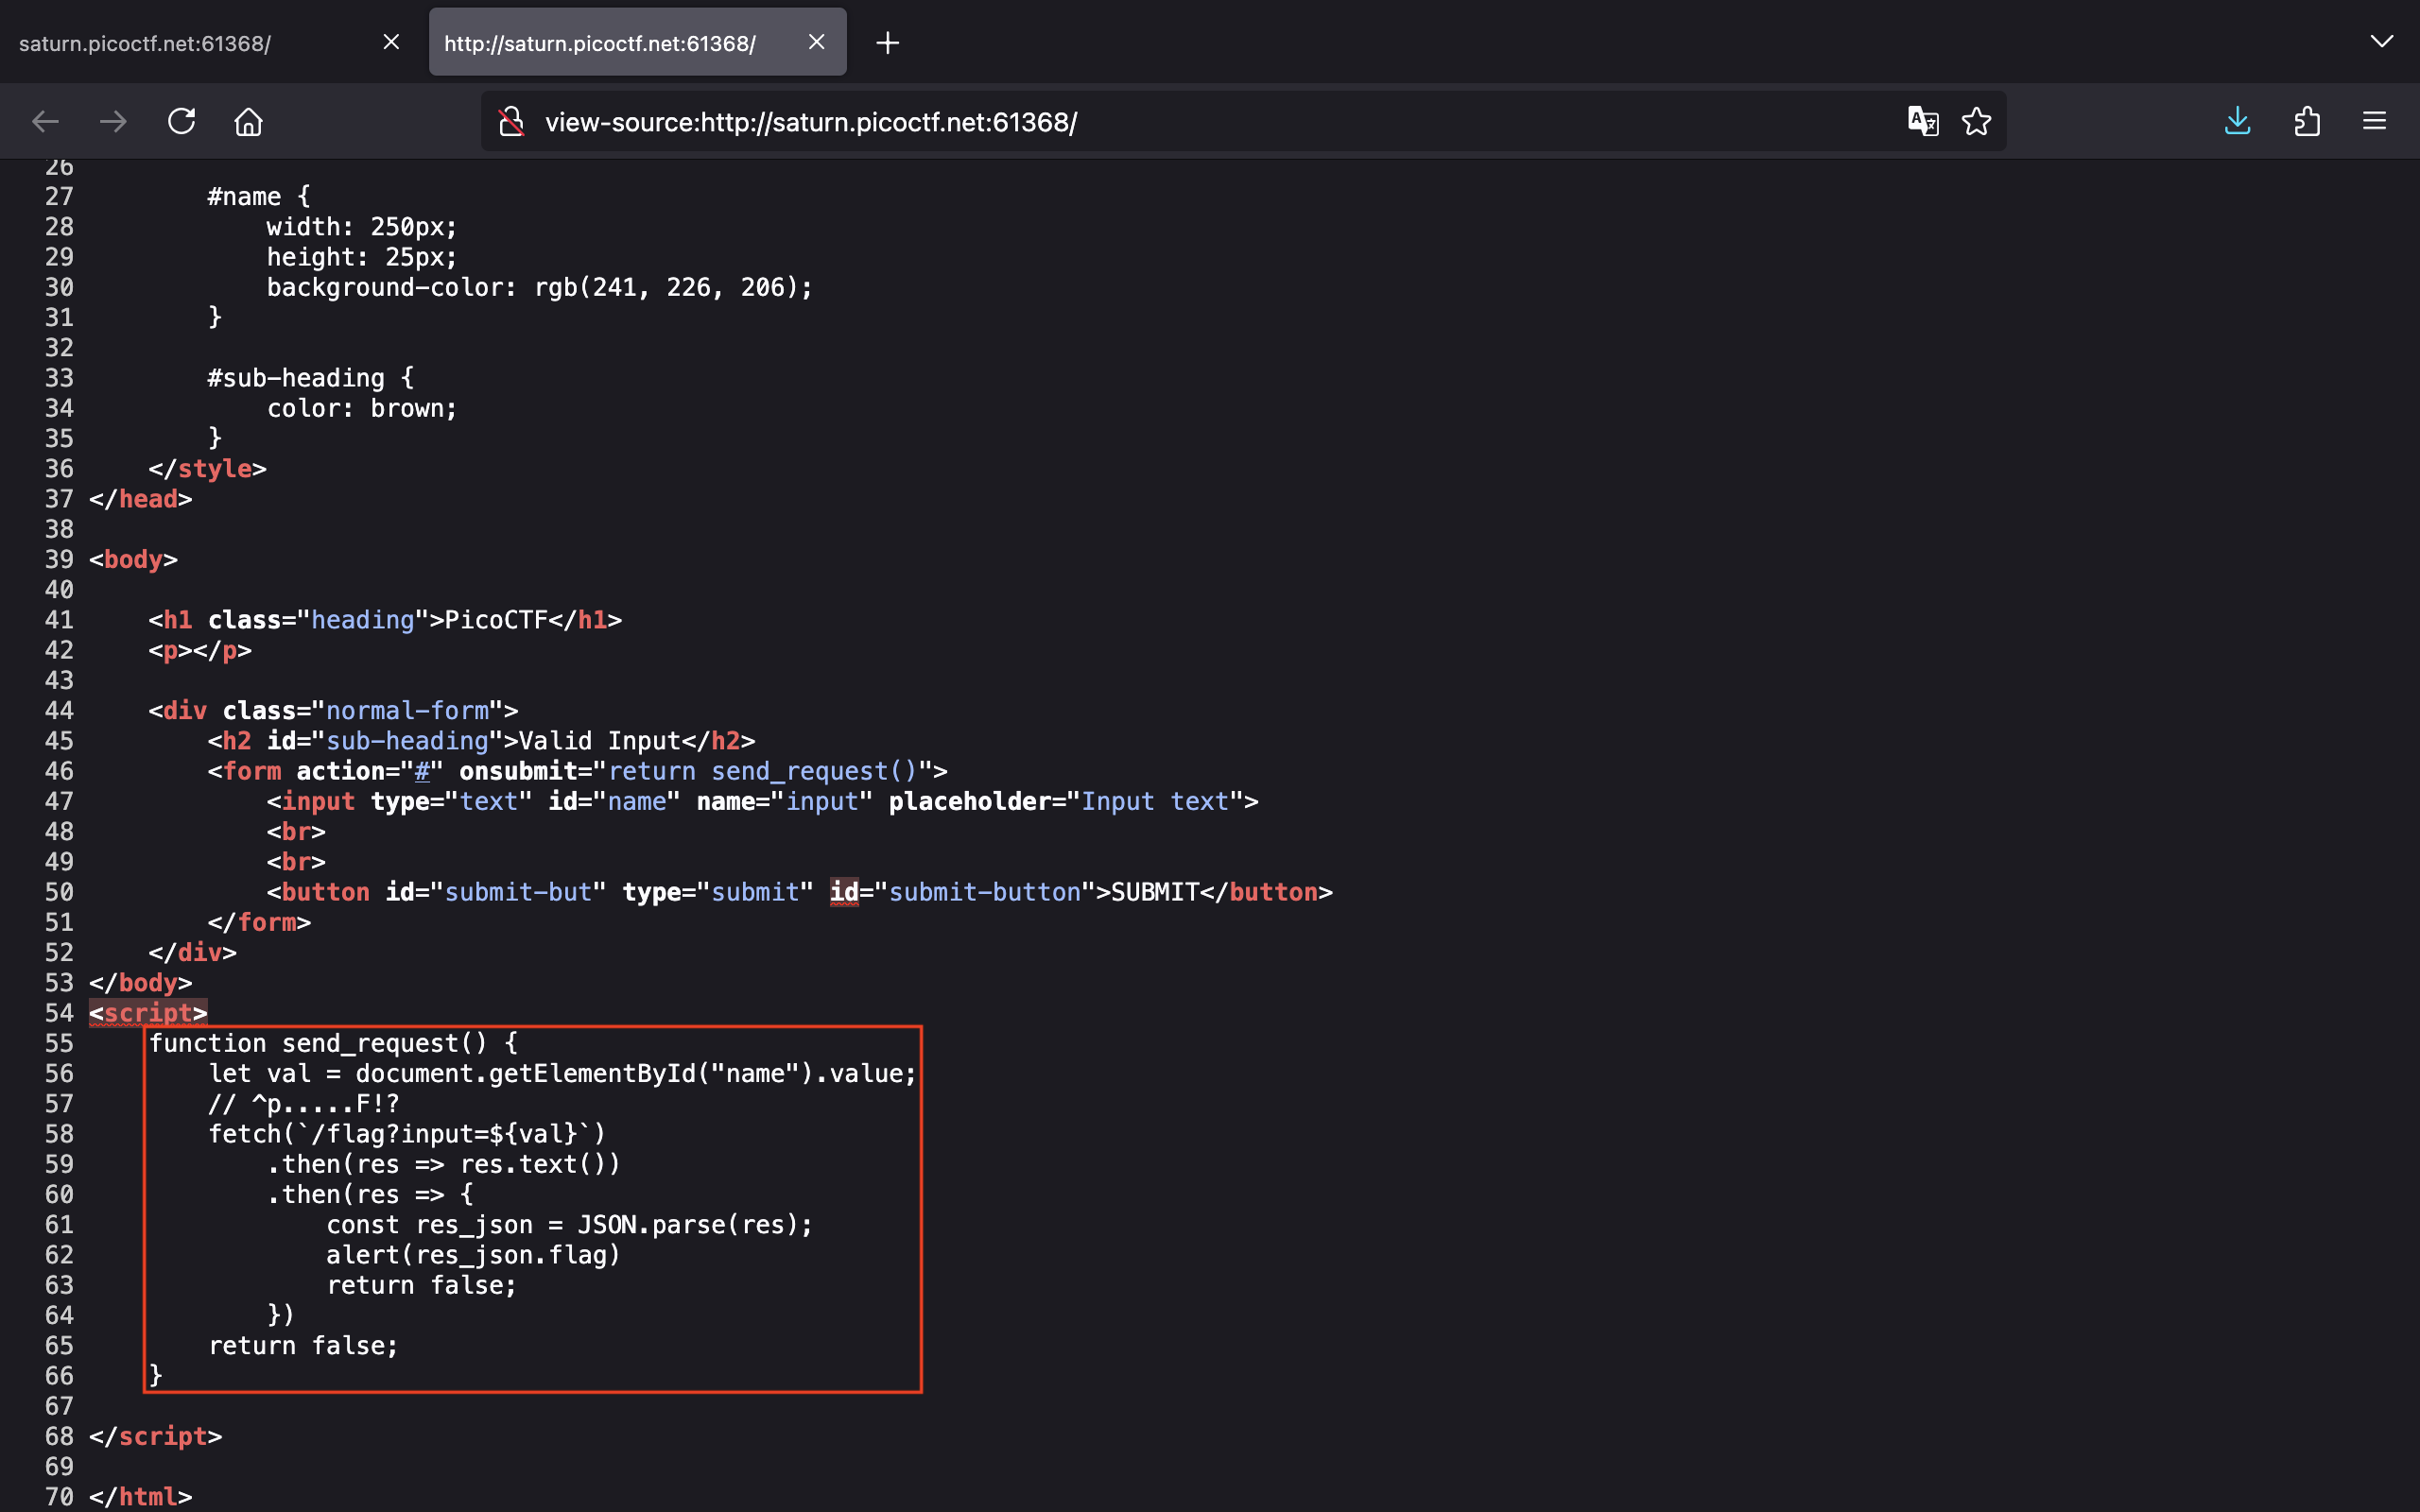 saturn.picoctf.net:61368/
http://saturn.picoctf.net:61368/
view-source:http://saturn.picoctf.net:61368/
26
27         #name {
28             width: 250px;
29             height: 25px;
30             background-color: rgb(241, 226, 206);
31         }
32
33         #sub-heading {
34             color: brown;
35         }
36     </style>
37 </head>
38
39 <body>
40
41     <h1 class="heading">PicoCTF</h1>
42     <p></p>
43
44     <div class="normal-form">
45         <h2 id="sub-heading">Valid Input</h2>
46         <form action="#" onsubmit="return send_request()">
47             <input type="text" id="name" name="input" placeholder="Input text">
48             <br>
49             <br>
50             <button id="submit-but" type="submit" id="submit-button">SUBMIT</button>
51         </form>
52     </div>
53 </body>
54 <script>
55     function send_request() {
56         let val = document.getElementById("name").value;
57         // ^p.....F!?
58         fetch(`/flag?input=${val}`)
59             .then(res => res.text())
60             .then(res => {
61                 const res_json = JSON.parse(res);
62                 alert(res_json.flag)
63                 return false;
64             })
65         return false;
66     }
67
68 </script>
69
70 </html>